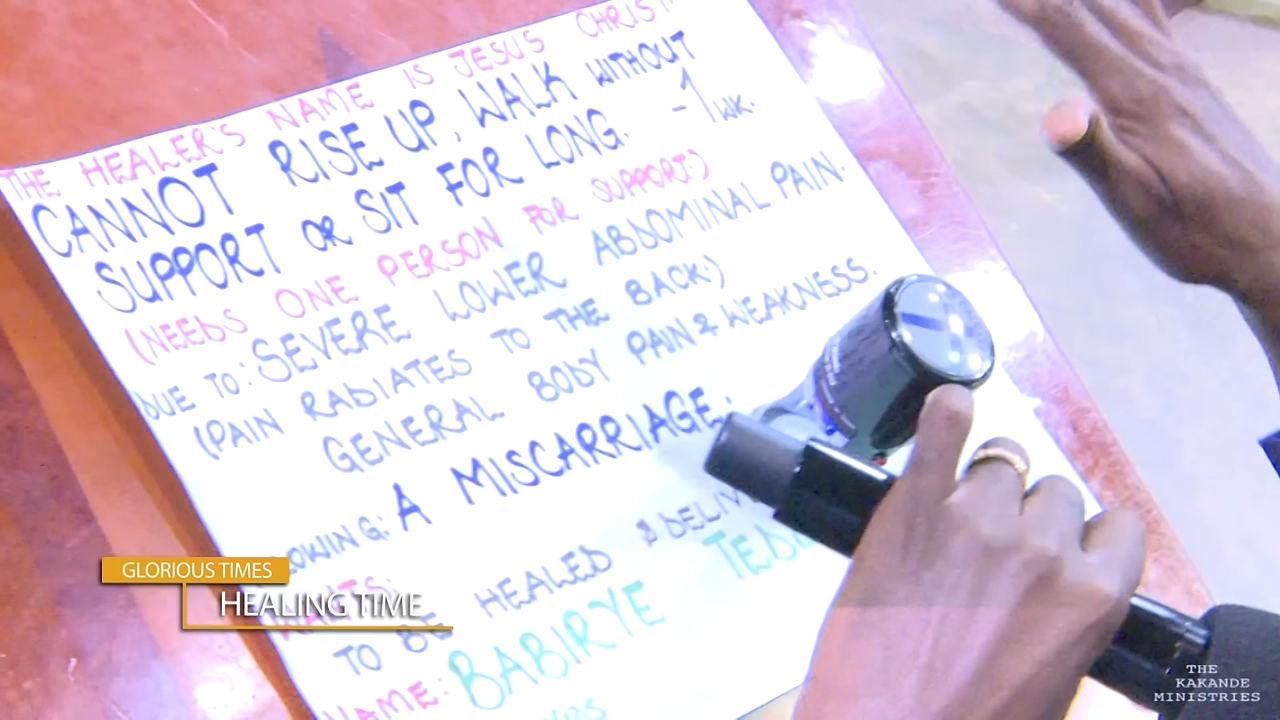 THE HEALER'S NAME IS JESUS CHRIST
CANNOT RISE UP, WALK WITHOUT
SUPPORT OR SIT FOR LONG. -1WK.
(NEEDS ONE PERSON FOR SUPPORT.)
DUE TO: SEVERE LOWER ABDOMINAL PAIN.
(PAIN RADIATES TO THE BACK.)
GENERAL BODY PAIN & WEAKNESS.
A MISCARRIAGE.
TO BE HEALED &
NAME: BABIRYE
GLORIOUS TIMES
HEALING TIME
THE
KAKANDE
MINISTRIES